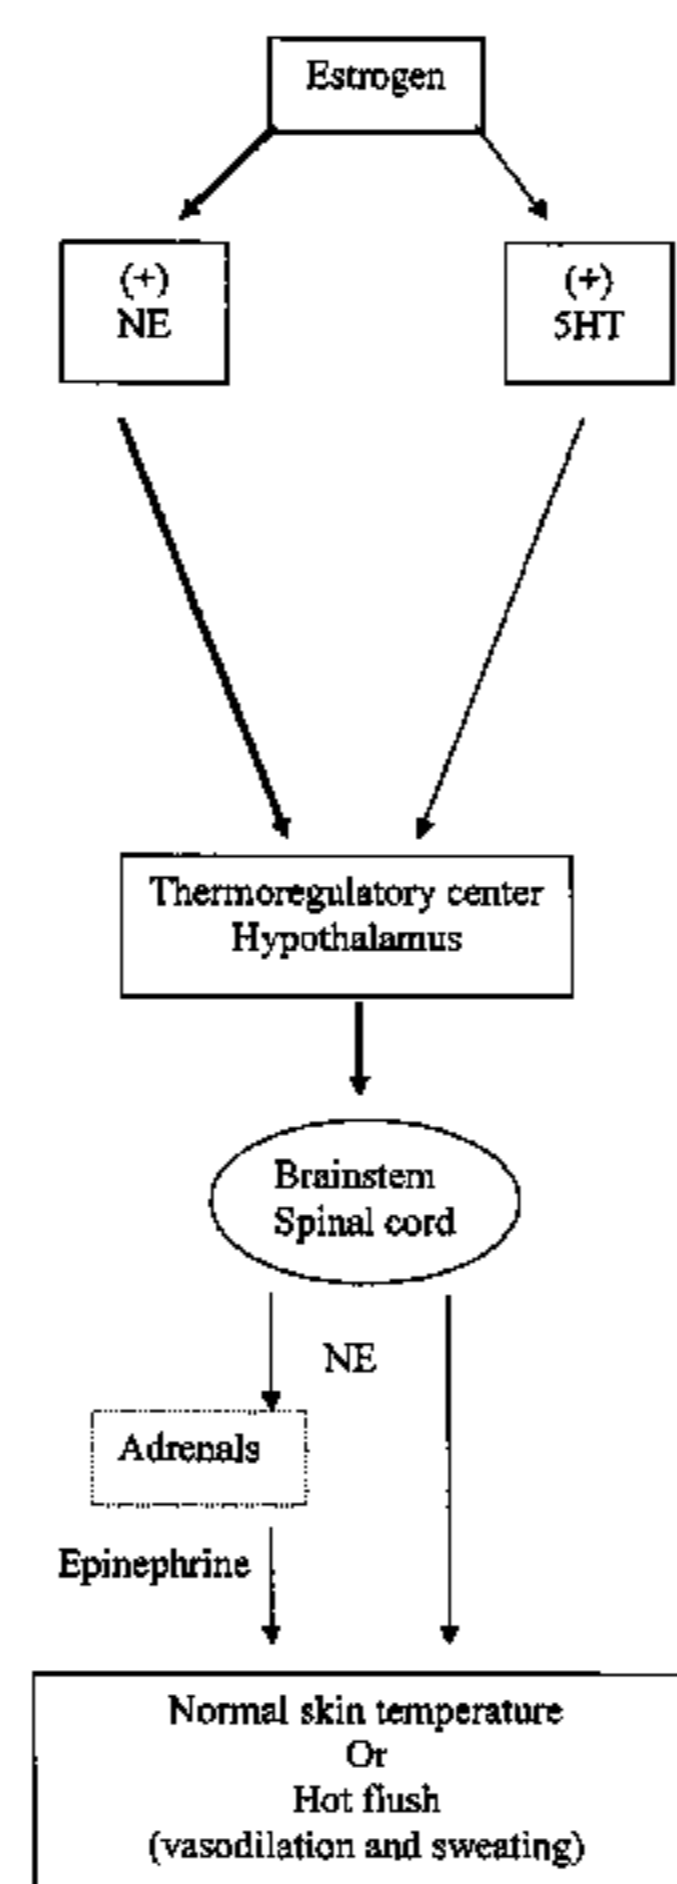 Estrogen
(+)
NE
(+)
5HT
Thermoregulatory center
Hypothalamus
Brainstem
Spinal cord
NE
Adrenals
Epinephrine
Normal skin temperature
Or
Hot flush
(vasodilation and sweating)